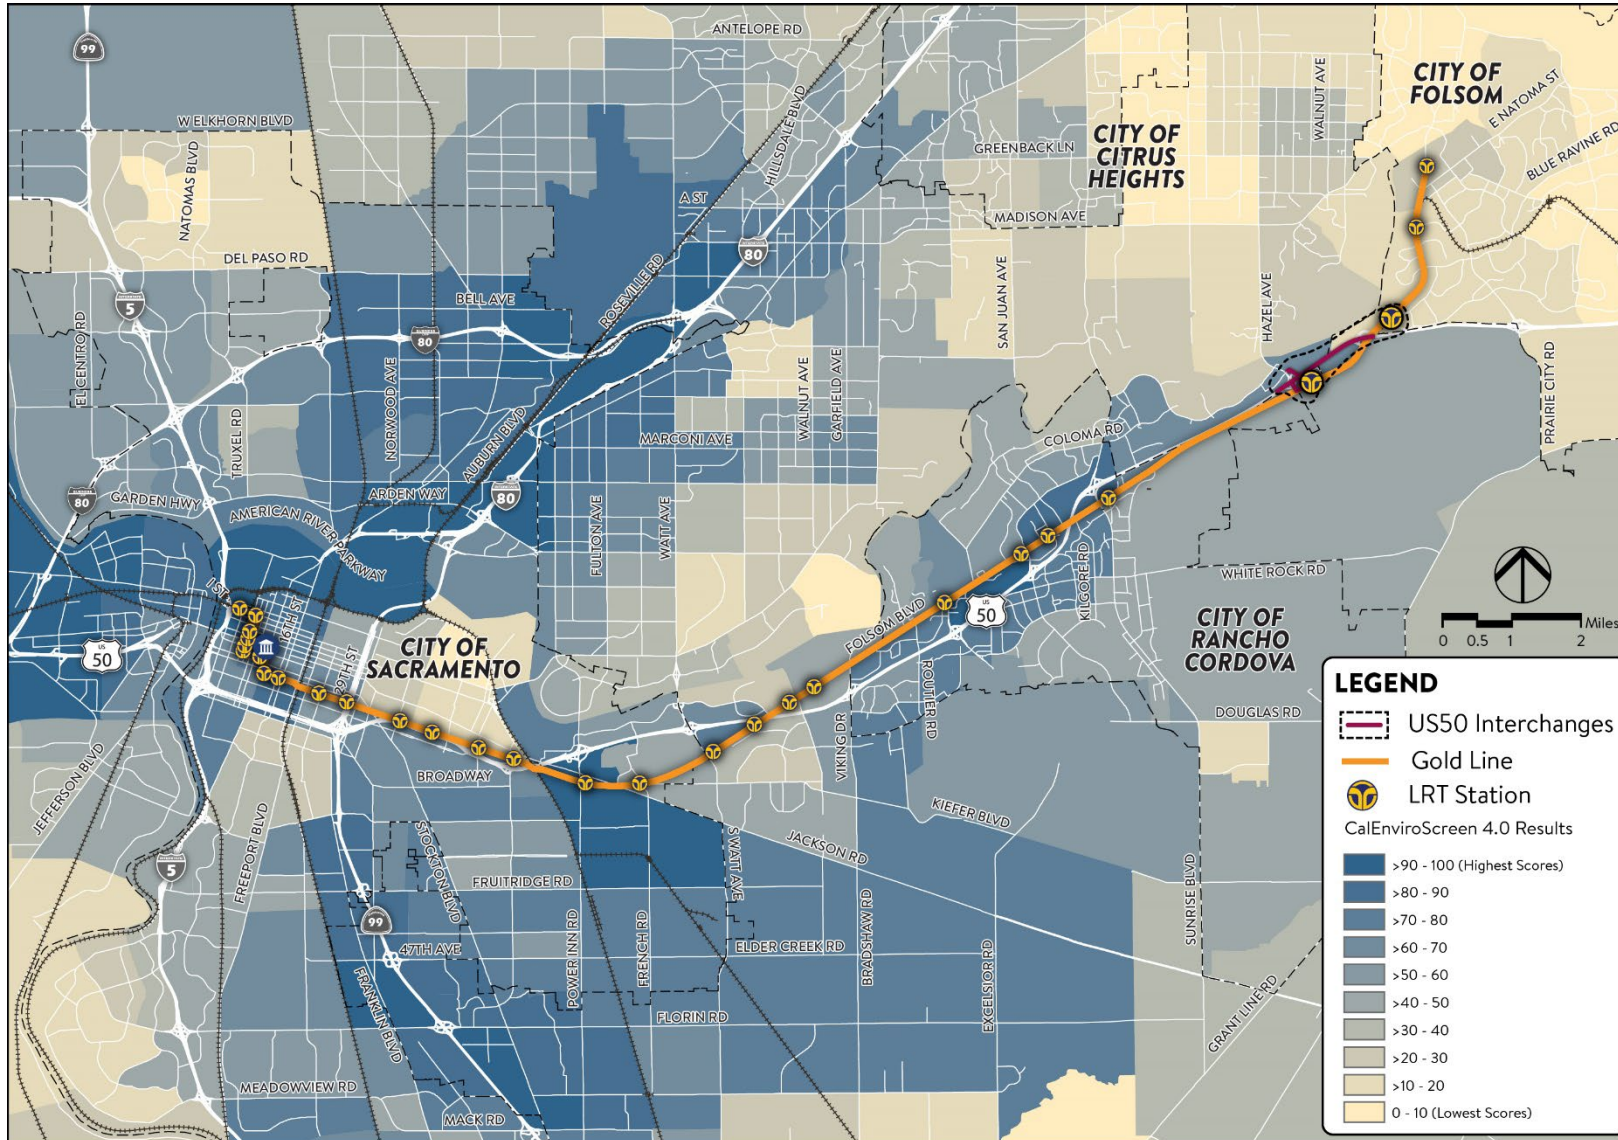 99
ANTELOPE RD
CITY OF
FOLSOM
E NATOMA ST
BLUE RAVINE RD
WALNUT AVE
HILLSDALE BLVD
W ELKHORN BLVD
CITY OF
CITRUS
HEIGHTS
GREENBACK LN
NATOMAS BLVD
A ST
MADISON AVE
DEL PASO RD
80
SAN JUAN AVE
HAZEL AVE
ROSEVILLE RD
BELL AVE
5
EL CENTRO RD
80
PRAIRIE CITY RD
NORWOOD AVE
WALNUT AVE
GARFIELD AVE
TRUXEL RD
AUBURN BLVD
MARCONI AVE
COLOMA RD
80
GARDEN HWY
ARDEN WAY
80
AMERICAN RIVER PARKWAY
FULTON AVE
WATT AVE
KILGORE RD
WHITE ROCK RD
I ST
16TH ST
FOLSOM BLVD
US
50
CITY OF
RANCHO
CORDOVA
0 0.5 1 2 Miles
US
50
CITY OF
SACRAMENTO
29TH ST
ROUTIER RD
VIKING DR
DOUGLAS RD
JEFFERSON BLVD
BROADWAY
KIEFER BLVD
JACKSON RD
S WATT AVE
FREEPORT BLVD
STOCKTON BLVD
5
FRUITRIDGE RD
99
47TH AVE
POWER INN RD
FRENCH RD
ELDER CREEK RD
BRADSHAW RD
EXCELSIOR RD
SUNRISE BLVD
FRANKLIN BLVD
FLORIN RD
GRANT LINE RD
MEADOWVIEW RD
MACK RD
LEGEND
US50 Interchanges
Gold Line
LRT Station
CalEnviroScreen 4.0 Results
>90 - 100 (Highest Scores)
>80 - 90
>70 - 80
>60 - 70
>50 - 60
>40 - 50
>30 - 40
>20 - 30
>10 - 20
0 - 10 (Lowest Scores)